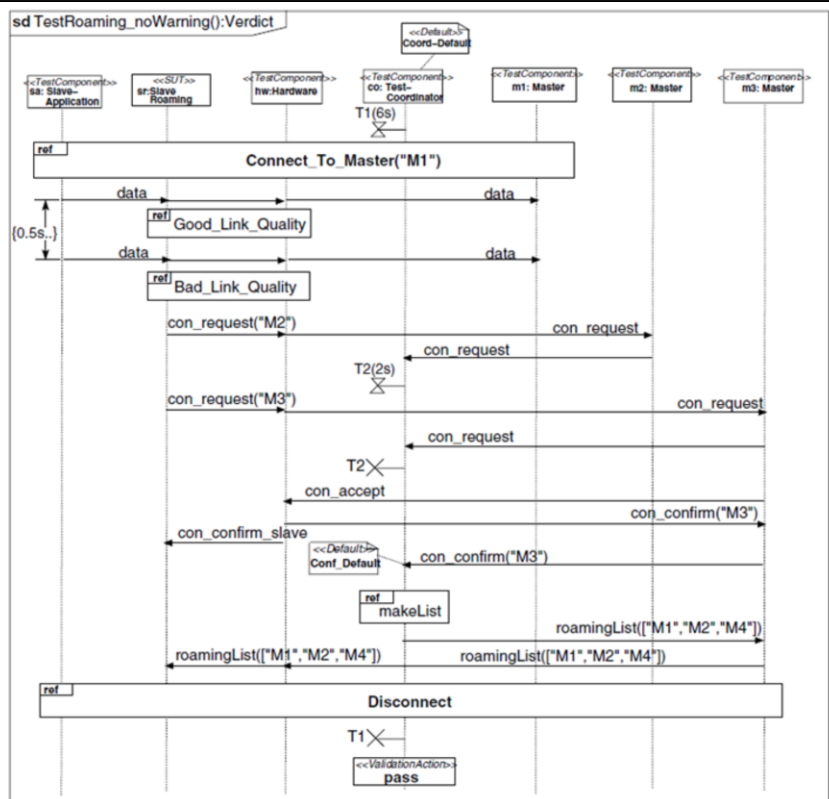 sd TestRoaming_noWarning():Verdict
<<Default>>
Coord-Default
<<TestComponent>>
sa: Slave-
Application
<<SUT>>
sr:Slave
Roaming
<<TestComponent>>
hw:Hardware
<<TestComponent>>
co: Test-
Coordinator
<<TestComponent>>
m1: Master
<<TestComponent>>
m2: Master
<<TestComponent>>
m3: Master
T1(6s)
ref
Connect_To_Master("M1")
data
data
ref
Good_Link_Quality
{0.5s..}
data
data
ref
Bad_Link_Quality
con_request("M2")
con_request
con_request
T2(2s)
con_request("M3")
con_request
con_request
T2
con_accept
con_confirm("M3")
con_confirm_slave
<<Default>>
Conf_Default
con_confirm("M3")
ref
makeList
roamingList(["M1","M2","M4"])
roamingList(["M1","M2","M4"])
roamingList(["M1","M2","M4"])
ref
Disconnect
T1
<<ValidationAction>>
pass